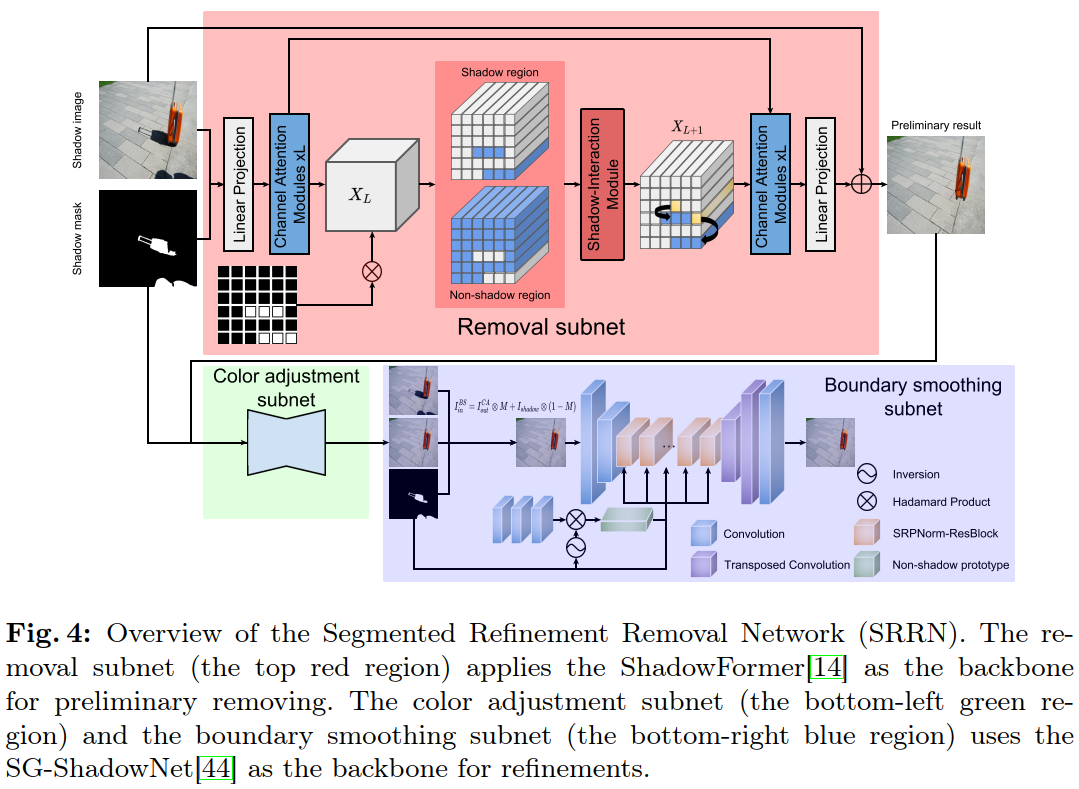 Shadow image
Shadow mask
Linear Projection
Channel Attention
Modules xL
X_L
Shadow region
Non-shadow region
Shadow-Interaction
Module
X_{L+1}
Channel Attention
Modules xL
Linear Projection
Preliminary result
Removal subnet
Color adjustment
subnet
I_{in}^{BS} = I_{out}^{CA} ⊗ M + I_{shadow} ⊗ (1 − M)
...
Boundary smoothing
subnet
Inversion
Hadamard Product
Convolution
SRPNorm-ResBlock
Transposed Convolution
Non-shadow prototype
Fig. 4: Overview of the Segmented Refinement Removal Network (SRRN). The re-
moval subnet (the top red region) applies the ShadowFormer[14] as the backbone
for preliminary removing. The color adjustment subnet (the bottom-left green re-
gion) and the boundary smoothing subnet (the bottom-right blue region) uses the
SG-ShadowNet[44] as the backbone for refinements.